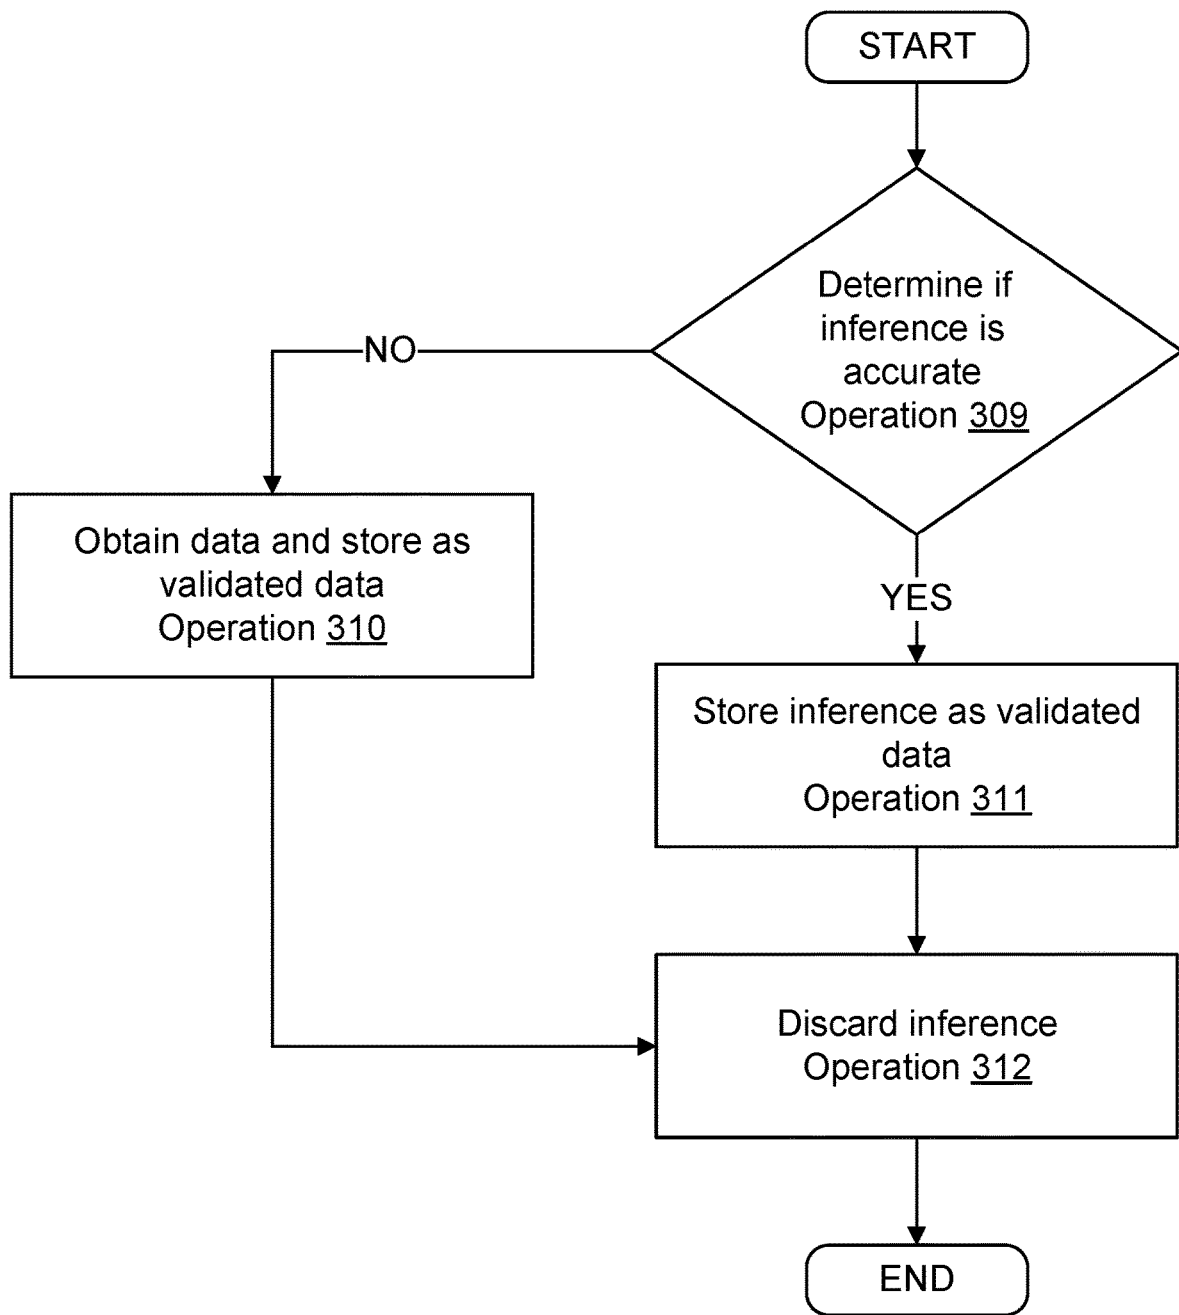 START
Determine if
inference is
accurate
Operation 309
NO
Obtain data and store as
validated data
Operation 310
YES
Store inference as validated
data
Operation 311
Discard inference
Operation 312
END